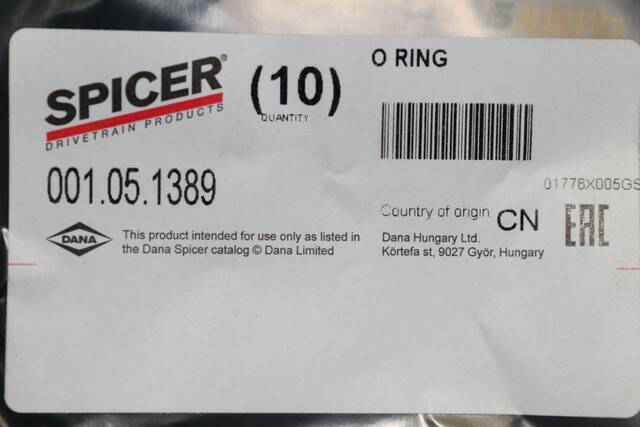 SPICER®
DRIVETRAIN PRODUCTS
(10)
QUANTITY
O RING
001.05.1389
01776X005GS
Country of origin CN
EAC
DANA
This product intended for use only as listed in
the Dana Spicer catalog © Dana Limited
Dana Hungary Ltd.
Körtefa st, 9027 Györ, Hungary